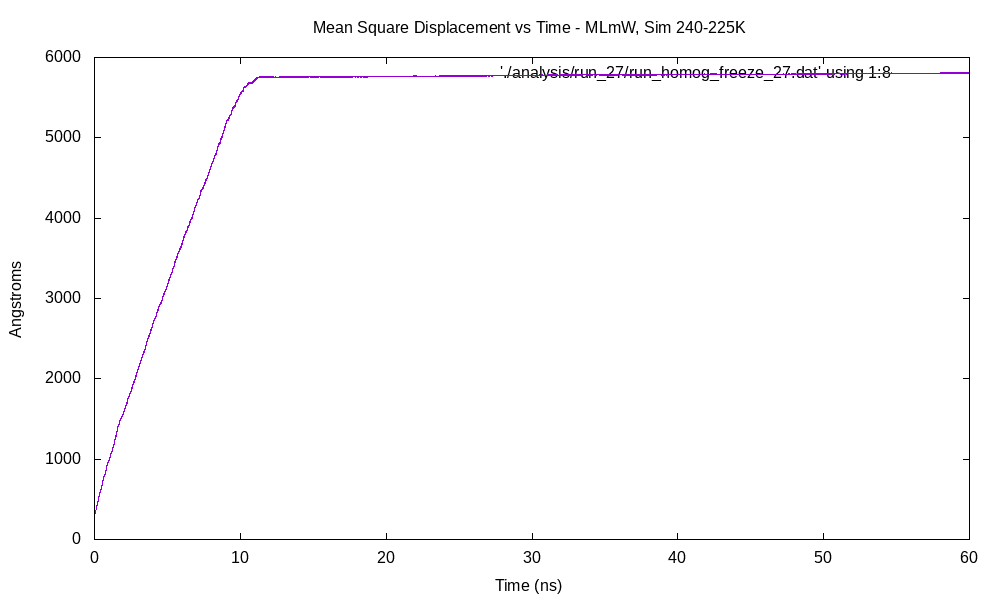 Mean Square Displacement vs Time - MLmW, Sim 240-225K
6000
'./analysis/run_27/run_homog_freeze_27.dat' using 1:8
5000
4000
3000
Angstroms
2000
1000
0
0 10 20 30 40 50 60
Time (ns)